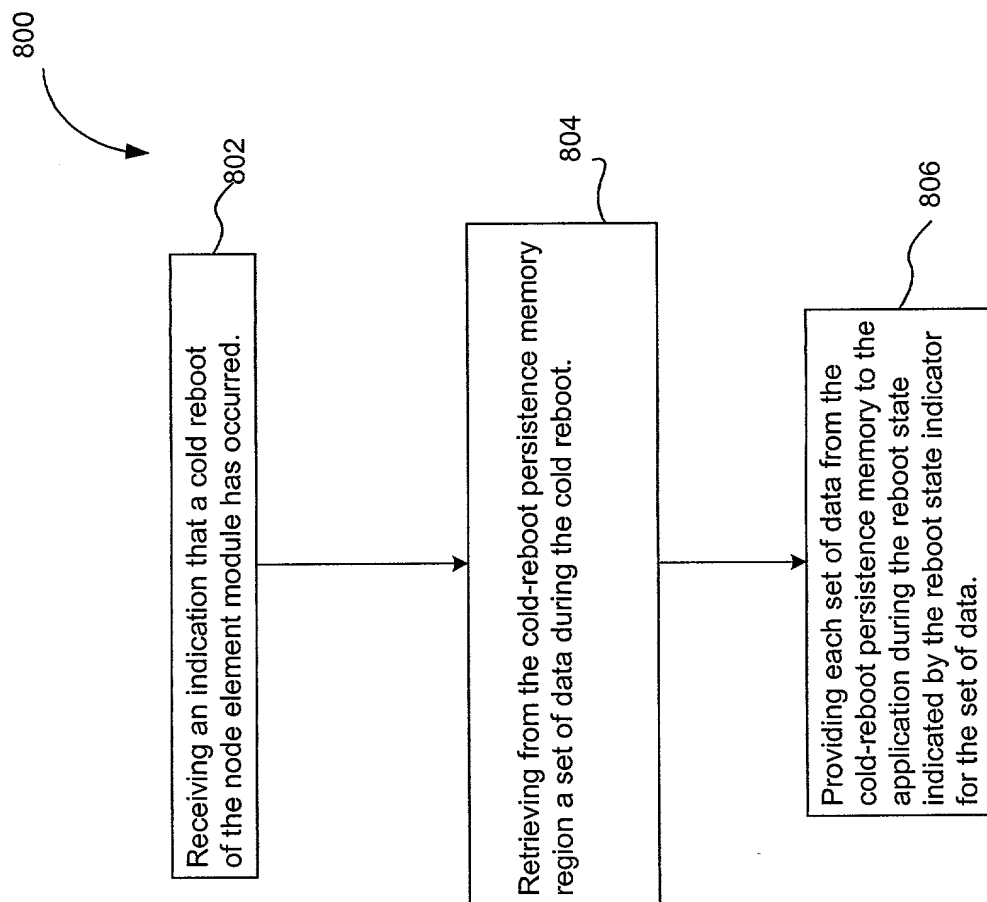 800
802
Receiving an indication that a cold reboot
of the node element module has occurred.
804
Retrieving from the cold-reboot persistence memory
region a set of data during the cold reboot.
806
Providing each set of data from the
cold-reboot persistence memory to the
application during the reboot state
indicated by the reboot state indicator
for the set of data.